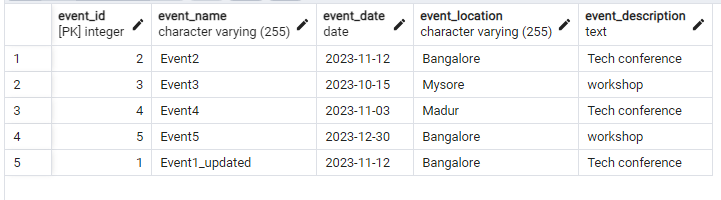 event_id event_name event_date event_location event_description
[PK] integer character varying (255) date character varying (255) text
1 2 Event2 2023-11-12 Bangalore Tech conference
2 3 Event3 2023-10-15 Mysore workshop
3 4 Event4 2023-11-03 Madur Tech conference
4 5 Event5 2023-12-30 Bangalore workshop
5 1 Event1_updated 2023-11-12 Bangalore Tech conference